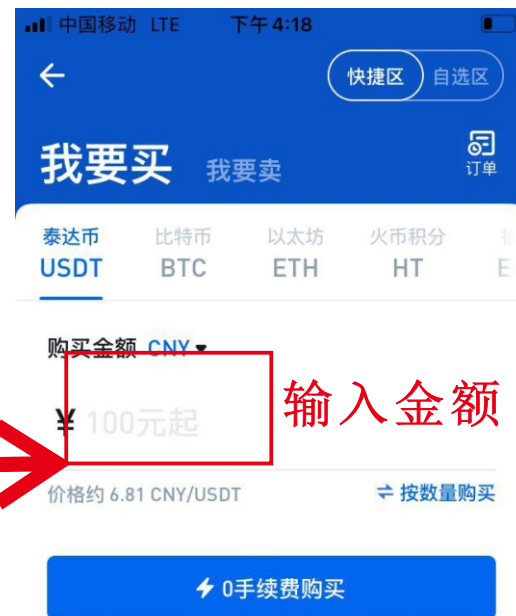 中国移动 LTE 下午4:18
快捷区 自选区
我要买 我要卖 订单
泰达币 比特币 以太坊 火币积分
USDT BTC ETH HT E
购买金额 CNY
¥ 100元起
输入金额
价格约 6.81 CNY/USDT 按数量购买
0手续费购买